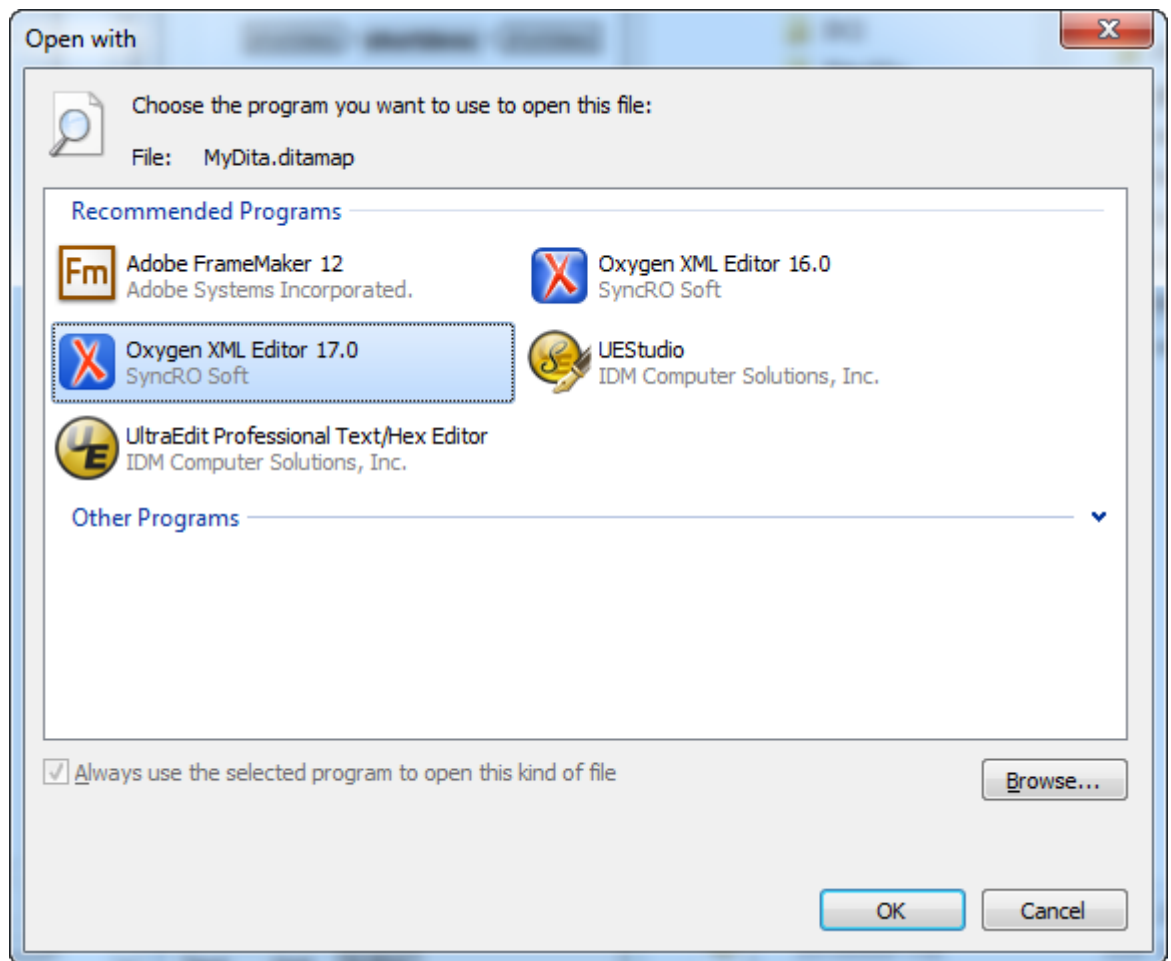 Open with
Choose the program you want to use to open this file:
File: MyDita.ditamap
Recommended Programs
Fm
Adobe FrameMaker 12
Adobe Systems Incorporated.
Oxygen XML Editor 16.0
SyncRO Soft
Oxygen XML Editor 17.0
SyncRO Soft
UEStudio
IDM Computer Solutions, Inc.
UE
UltraEdit Professional Text/Hex Editor
IDM Computer Solutions, Inc.
Other Programs
Always use the selected program to open this kind of file
Browse...
OK
Cancel